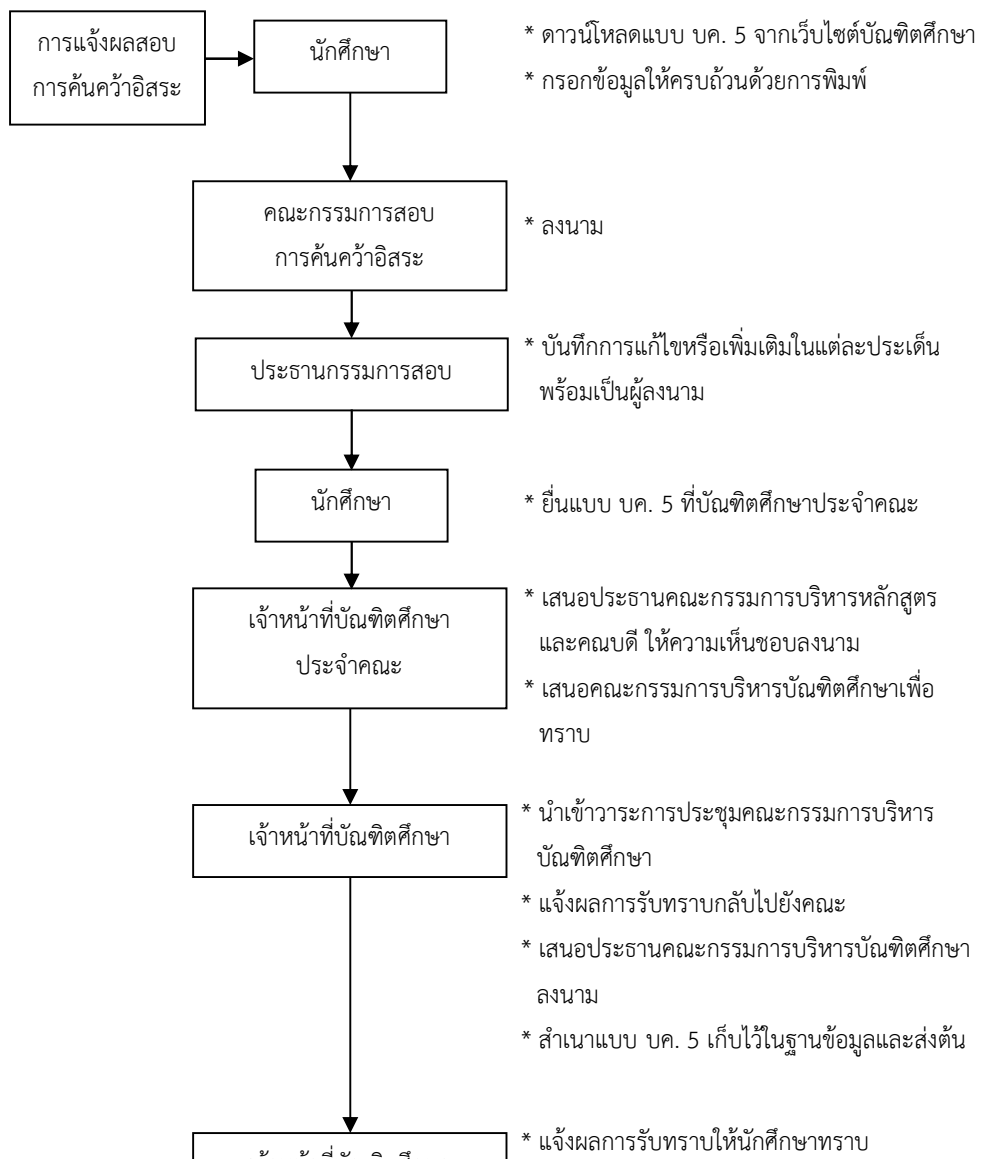 การแจ้งผลสอบ
การค้นคว้าอิสระ
นักศึกษา
* ดาวน์โหลดแบบ บค. 5 จากเว็บไซต์บัณฑิตศึกษา
* กรอกข้อมูลให้ครบถ้วนด้วยการพิมพ์
คณะกรรมการสอบ
การค้นคว้าอิสระ
* ลงนาม
ประธานกรรมการสอบ
* บันทึกการแก้ไขหรือเพิ่มเติมในแต่ละประเด็น
พร้อมเป็นผู้ลงนาม
นักศึกษา
* ยื่นแบบ บค. 5 ที่บัณฑิตศึกษาประจำคณะ
เจ้าหน้าที่บัณฑิตศึกษา
ประจำคณะ
* เสนอประธานคณะกรรมการบริหารหลักสูตร
และคณบดี ให้ความเห็นชอบลงนาม
* เสนอคณะกรรมการบริหารบัณฑิตศึกษาเพื่อ
ทราบ
เจ้าหน้าที่บัณฑิตศึกษา
* นำเข้าวาระการประชุมคณะกรรมการบริหาร
บัณฑิตศึกษา
* แจ้งผลการรับทราบกลับไปยังคณะ
* เสนอประธานคณะกรรมการบริหารบัณฑิตศึกษา
ลงนาม
* สำเนาแบบ บค. 5 เก็บไว้ในฐานข้อมูลและส่งต้น
* แจ้งผลการรับทราบให้นักศึกษาทราบ